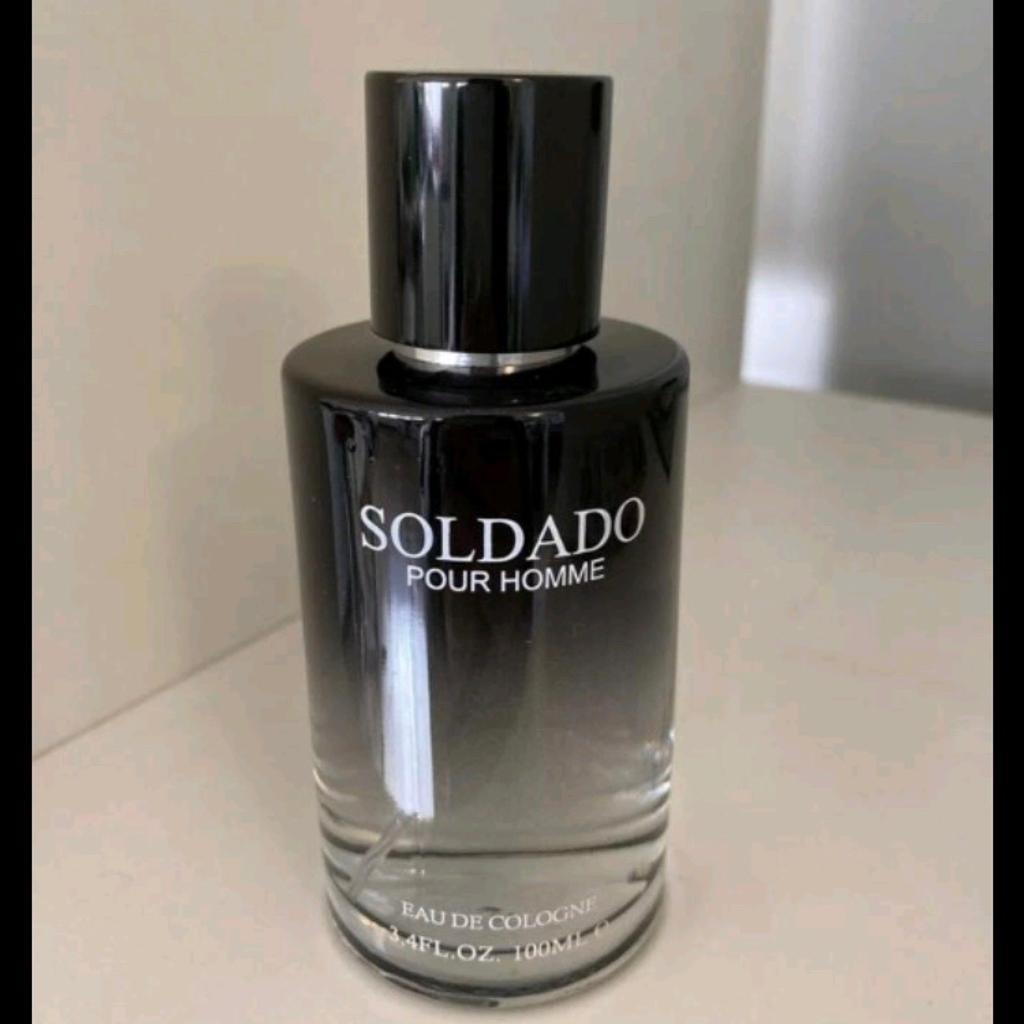 SOLDADO
POUR HOMME
EAU DE COLOGNE
3.4FL.OZ. 100ML